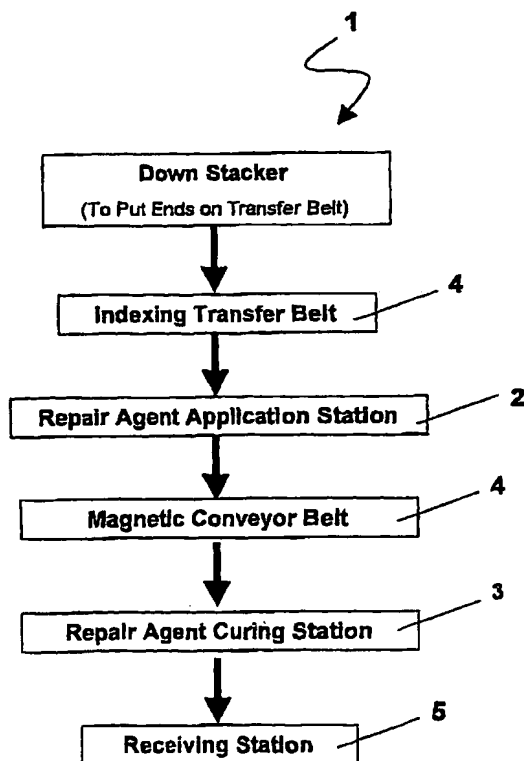 1
Down Stacker
(To Put Ends on Transfer Belt)
4
Indexing Transfer Belt
2
Repair Agent Application Station
4
Magnetic Conveyor Belt
3
Repair Agent Curing Station
5
Receiving Station